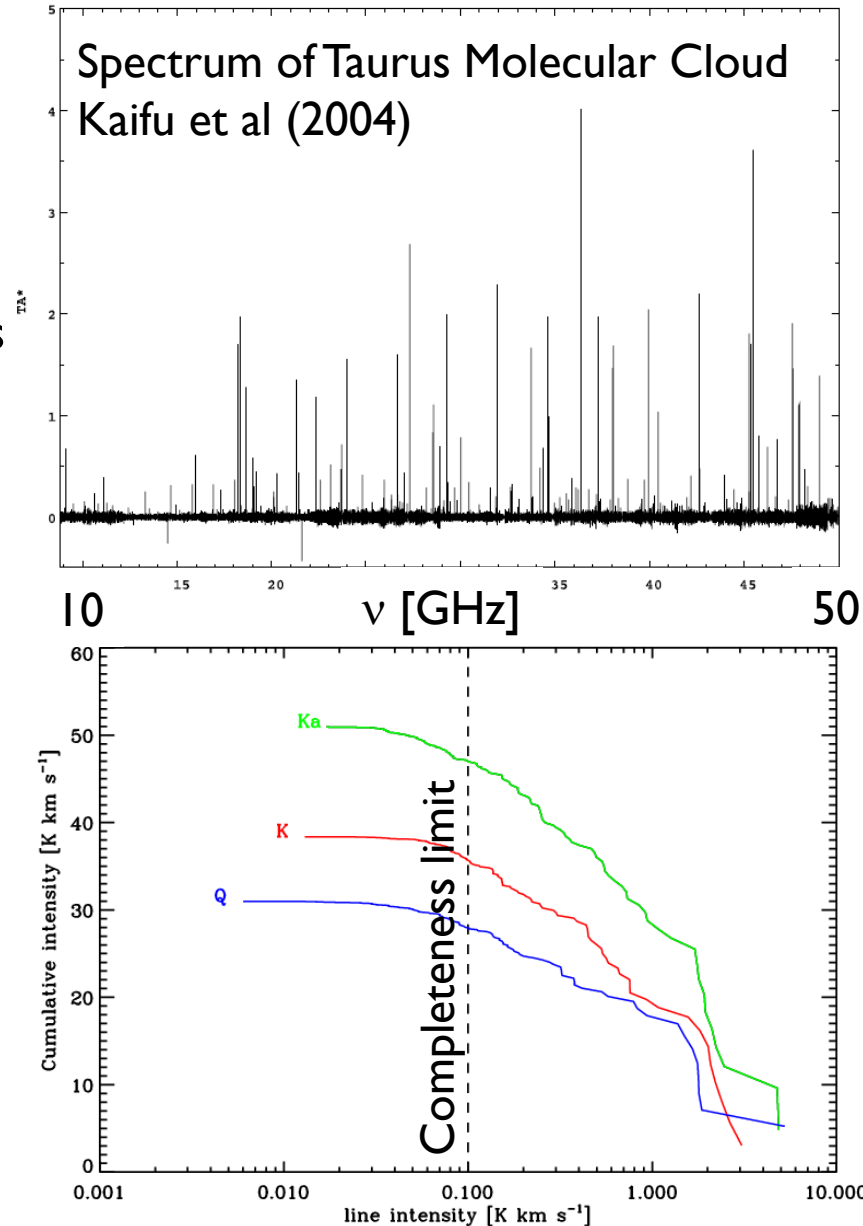 5
Spectrum of Taurus Molecular Cloud
Kaifu et al (2004)
4
3
TA*
2
1
0
15 20 35 40 45
10 ν [GHz] 50
60
50
40
30
20
10
0
Cumulative intensity [K km s⁻¹]
Ka
K
Q
Completeness limit
0.001 0.010 0.100 1.000 10.000
line intensity [K km s⁻¹]